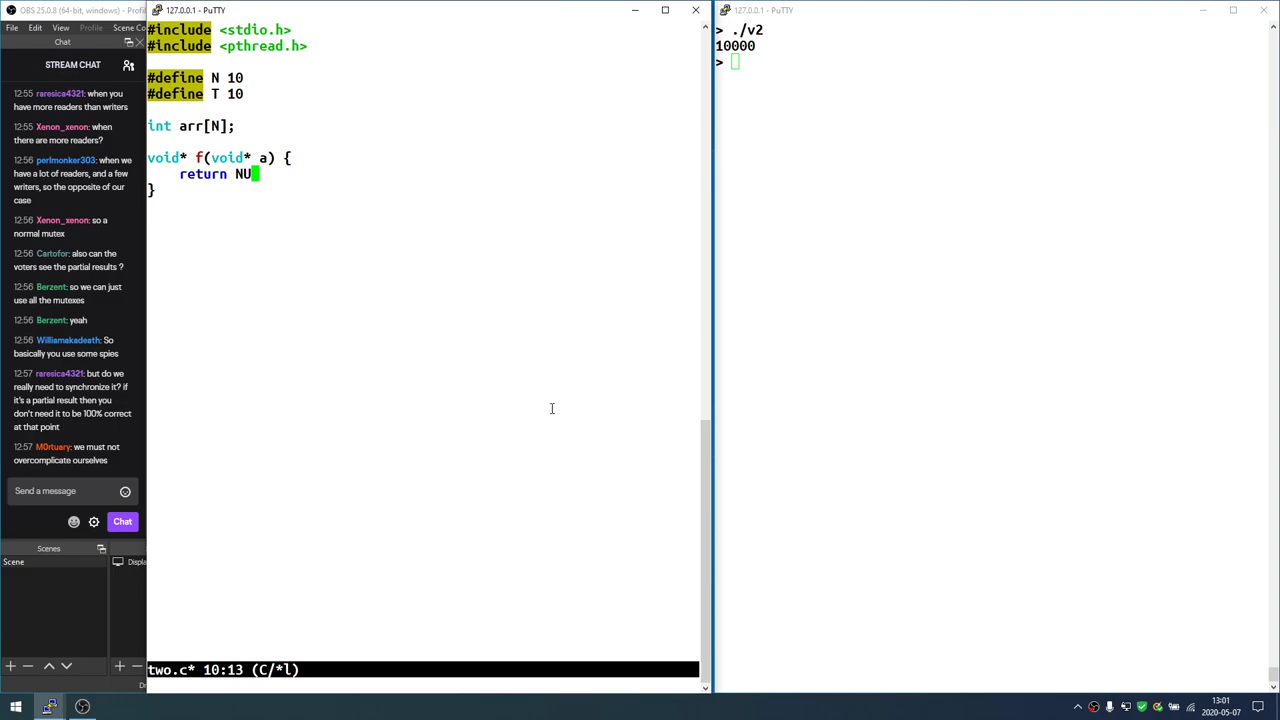 OBS 25.0.8 (64-bit, windows) - Profil
File Edit View Profile Scene Co
Chat
STREAM CHAT
12:55 raresica4321: when you
have more readers than writers
12:55 Xenon_xenon: when
there are more readers?
12:56 perlmonker303: when we
have a lot of readers, and a few
writers, so the opposite of our
case
12:56 Xenon_xenon: so a
normal mutex
12:56 Cartofor: also can the
voters see the partial results ?
12:56 Berzent: so we can just
use all the mutexes
12:56 Berzent: yeah
12:56 Williamakadeath: So
basically you use some spies
12:57 raresica4321: but do we
really need to synchronize it? if
it's a partial result then you
don't need it to be 100% correct
at that point
12:57 M0rtuary: we must not
overcomplicate ourselves
Send a message
Chat
Scenes
Scene
Displa
127.0.0.1 - PuTTY
#include <stdio.h>
#include <pthread.h>
#define N 10
#define T 10
int arr[N];
void* f(void* a) {
    return NU
}
two.c* 10:13 (C/*l)
127.0.0.1 - PuTTY
> ./v2
10000
>
13:01
2020-05-07